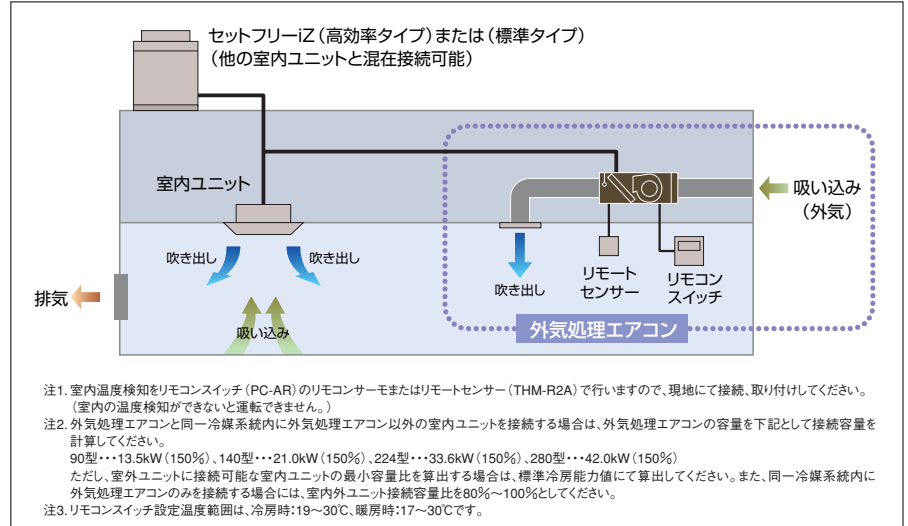 セットフリーiZ(高効率タイプ)または(標準タイプ)
(他の室内ユニットと混在接続可能)
室内ユニット
吸い込み
(外気)
吹き出し
吹き出し
吹き出し
リモート
センサー
リモコン
スイッチ
排気
吸い込み
外気処理エアコン
注1. 室内温度検知をリモコンスイッチ(PC-AR)のリモコンサーモまたはリモートセンサー(THM-R2A)で行いますので、現地にて接続、取り付けしてください。
(室内の温度検知ができないと運転できません。)
注2. 外気処理エアコンと同一冷媒系統内に外気処理エアコン以外の室内ユニットを接続する場合は、外気処理エアコンの容量を下記として接続容量を
計算してください。
90型・・・13.5kW(150%)、140型・・・21.0kW(150%)、224型・・・33.6kW(150%)、280型・・・42.0kW(150%)
ただし、室外ユニットに接続可能な室内ユニットの最小容量比を算出する場合は、標準冷房能力値にて算出してください。また、同一冷媒系統内に
外気処理エアコンのみを接続する場合には、室内外ユニット接続容量比を80%～100%としてください。
注3. リモコンスイッチ設定温度範囲は、冷房時:19～30℃、暖房時:17～30℃です。